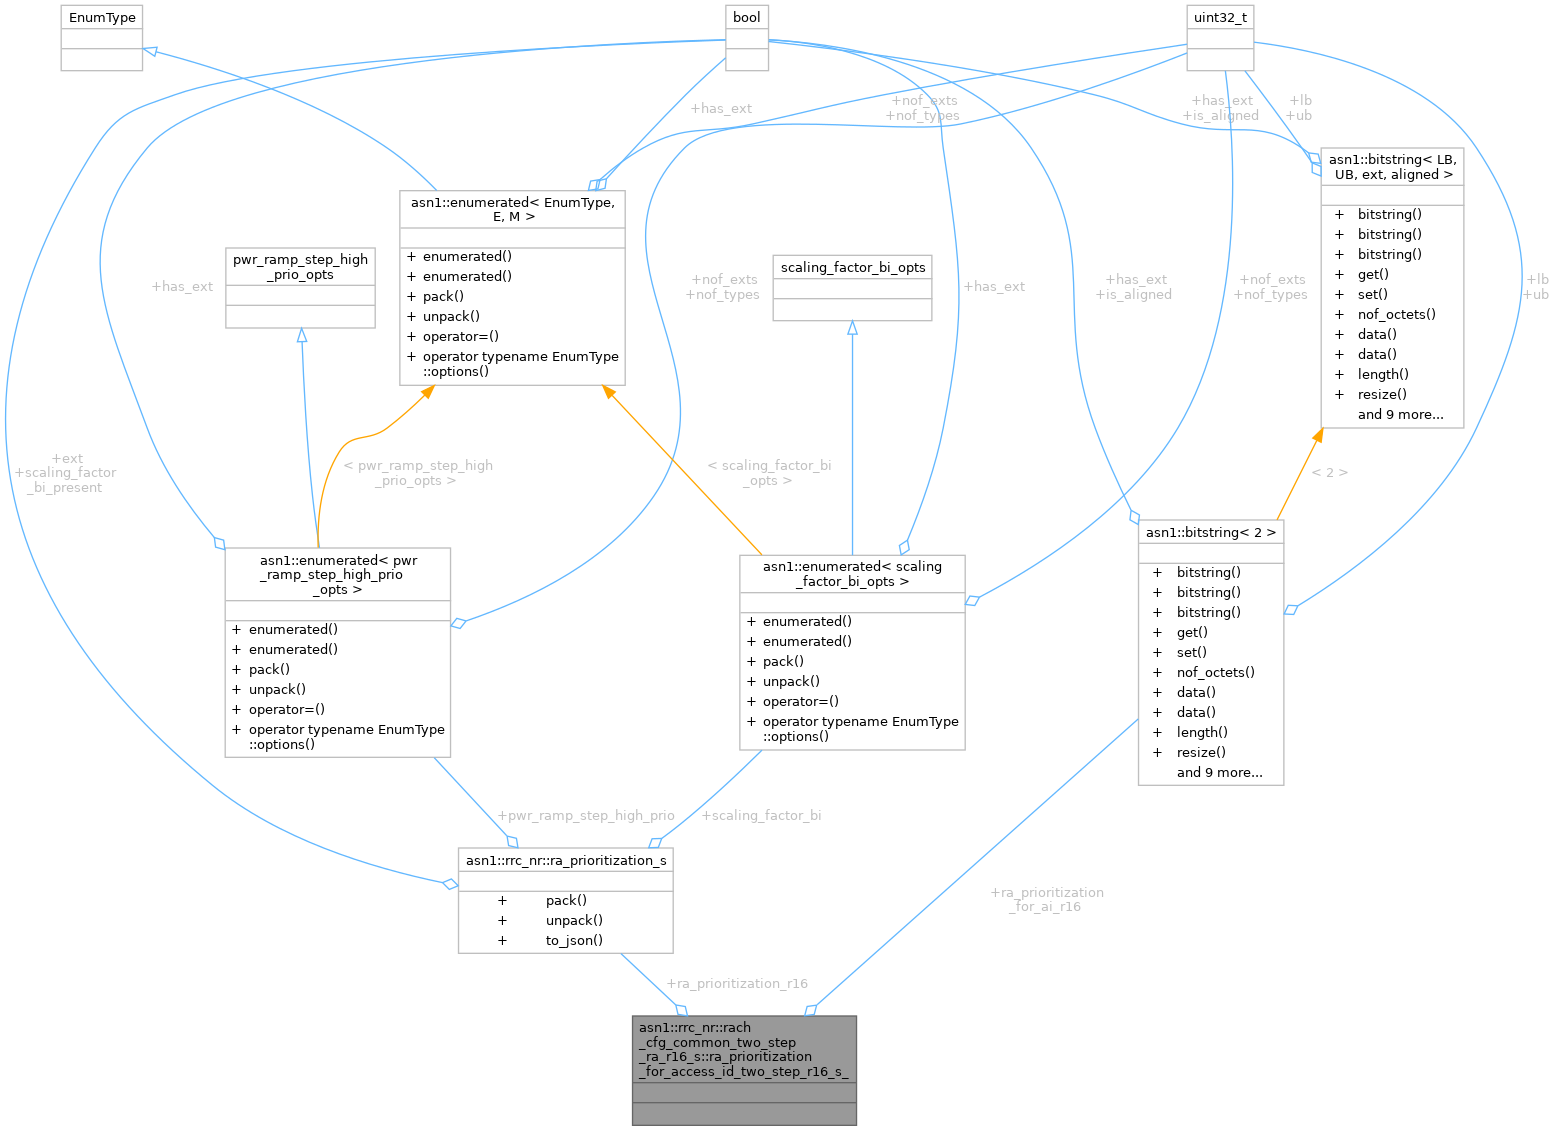 EnumType
bool
uint32_t
+has_ext
+nof_exts
+nof_types
+has_ext
+is_aligned
+lb
+ub
asn1::bitstring< LB,
UB, ext, aligned >
+ bitstring()
+ bitstring()
+ bitstring()
+ get()
+ set()
+ nof_octets()
+ data()
+ data()
+ length()
+ resize()
and 9 more...
asn1::enumerated< EnumType,
E, M >
+ enumerated()
+ enumerated()
+ pack()
+ unpack()
+ operator=()
+ operator typename EnumType
::options()
pwr_ramp_step_high
_prio_opts
scaling_factor_bi_opts
+has_ext
+nof_exts
+nof_types
+has_ext
+has_ext
+is_aligned
+nof_exts
+nof_types
+lb
+ub
+ext
+scaling_factor
_bi_present
< pwr_ramp_step_high
_prio_opts >
< scaling_factor_bi
_opts >
< 2 >
asn1::enumerated< pwr
_ramp_step_high_prio
_opts >
+ enumerated()
+ enumerated()
+ pack()
+ unpack()
+ operator=()
+ operator typename EnumType
::options()
asn1::enumerated< scaling
_factor_bi_opts >
+ enumerated()
+ enumerated()
+ pack()
+ unpack()
+ operator=()
+ operator typename EnumType
::options()
asn1::bitstring< 2 >
+ bitstring()
+ bitstring()
+ bitstring()
+ get()
+ set()
+ nof_octets()
+ data()
+ data()
+ length()
+ resize()
and 9 more...
+pwr_ramp_step_high_prio
+scaling_factor_bi
asn1::rrc_nr::ra_prioritization_s
+ pack()
+ unpack()
+ to_json()
+ra_prioritization
_for_ai_r16
+ra_prioritization_r16
asn1::rrc_nr::rach
_cfg_common_two_step
_ra_r16_s::ra_prioritization
_for_access_id_two_step_r16_s_